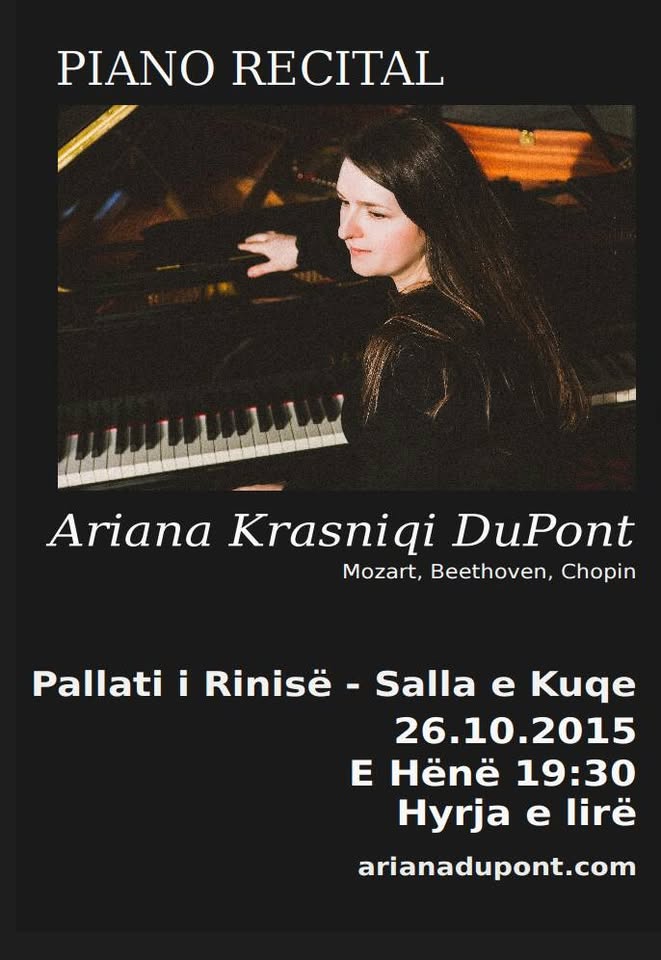 PIANO RECITAL
Ariana Krasniqi DuPont
Mozart, Beethoven, Chopin
Pallati i Rinisë - Salla e Kuqe
26.10.2015
E Hënë 19:30
Hyrja e lirë
arianadupont.com